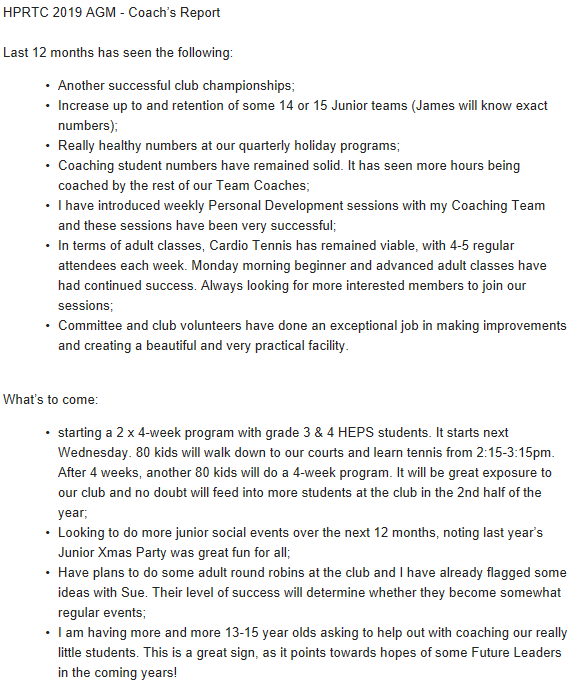 HPRTC 2019 AGM - Coach's Report
Last 12 months has seen the following:
• Another successful club championships;
• Increase up to and retention of some 14 or 15 Junior teams (James will know exact
numbers);
• Really healthy numbers at our quarterly holiday programs;
• Coaching student numbers have remained solid. It has seen more hours being
coached by the rest of our Team Coaches;
• I have introduced weekly Personal Development sessions with my Coaching Team
and these sessions have been very successful;
• In terms of adult classes, Cardio Tennis has remained viable, with 4-5 regular
attendees each week. Monday morning beginner and advanced adult classes have
had continued success. Always looking for more interested members to join our
sessions;
• Committee and club volunteers have done an exceptional job in making improvements
and creating a beautiful and very practical facility.
What's to come:
• starting a 2 x 4-week program with grade 3 & 4 HEPS students. It starts next
Wednesday. 80 kids will walk down to our courts and learn tennis from 2:15-3:15pm.
After 4 weeks, another 80 kids will do a 4-week program. It will be great exposure to
our club and no doubt will feed into more students at the club in the 2nd half of the
year;
• Looking to do more junior social events over the next 12 months, noting last year's
Junior Xmas Party was great fun for all;
• Have plans to do some adult round robins at the club and I have already flagged some
ideas with Sue. Their level of success will determine whether they become somewhat
regular events;
• I am having more and more 13-15 year olds asking to help out with coaching our really
little students. This is a great sign, as it points towards hopes of some Future Leaders
in the coming years!